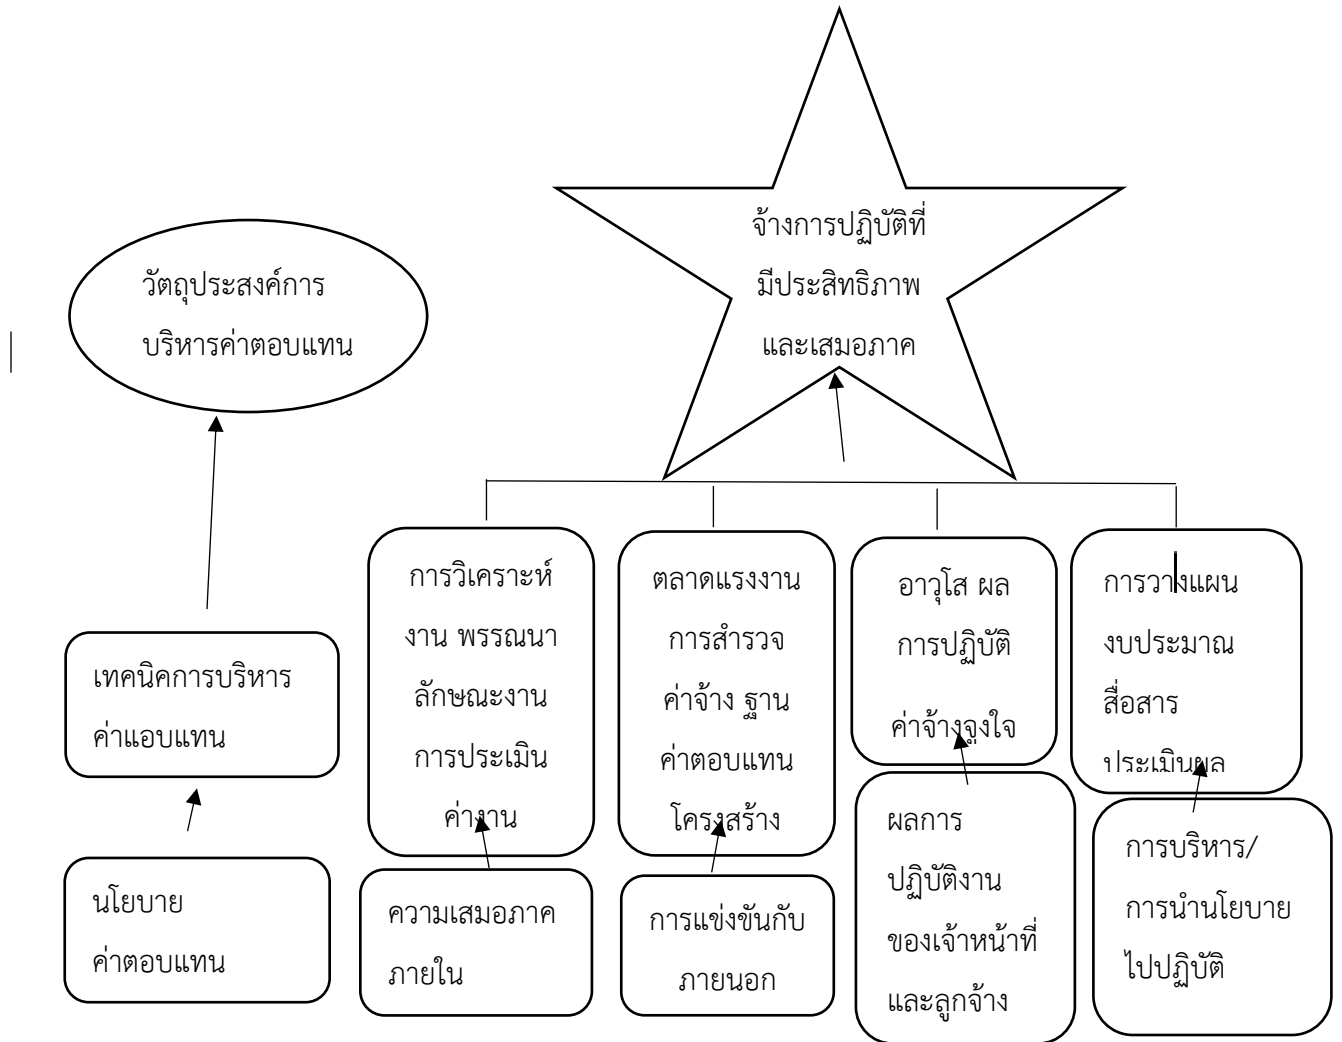 จ้างการปฏิบัติที่
มีประสิทธิภาพ
และเสมอภาค
วัตถุประสงค์การ
บริหารค่าตอบแทน
เทคนิคการบริหาร
ค่าแอบแทน
นโยบาย
ค่าตอบแทน
การวิเคราะห์
งาน พรรณนา
ลักษณะงาน
การประเมิน
ค่างาน
ความเสมอภาค
ภายใน
ตลาดแรงงาน
การสำรวจ
ค่าจ้าง ฐาน
ค่าตอบแทน
โครงสร้าง
การแข่งขันกับ
ภายนอก
อาวุโส ผล
การปฏิบัติ
ค่าจ้างจูงใจ
ผลการ
ปฏิบัติงาน
ของเจ้าหน้าที่
และลูกจ้าง
การวางแผน
งบประมาณ
สื่อสาร
ประเมินผล
การบริหาร/
การนำนโยบาย
ไปปฏิบัติ